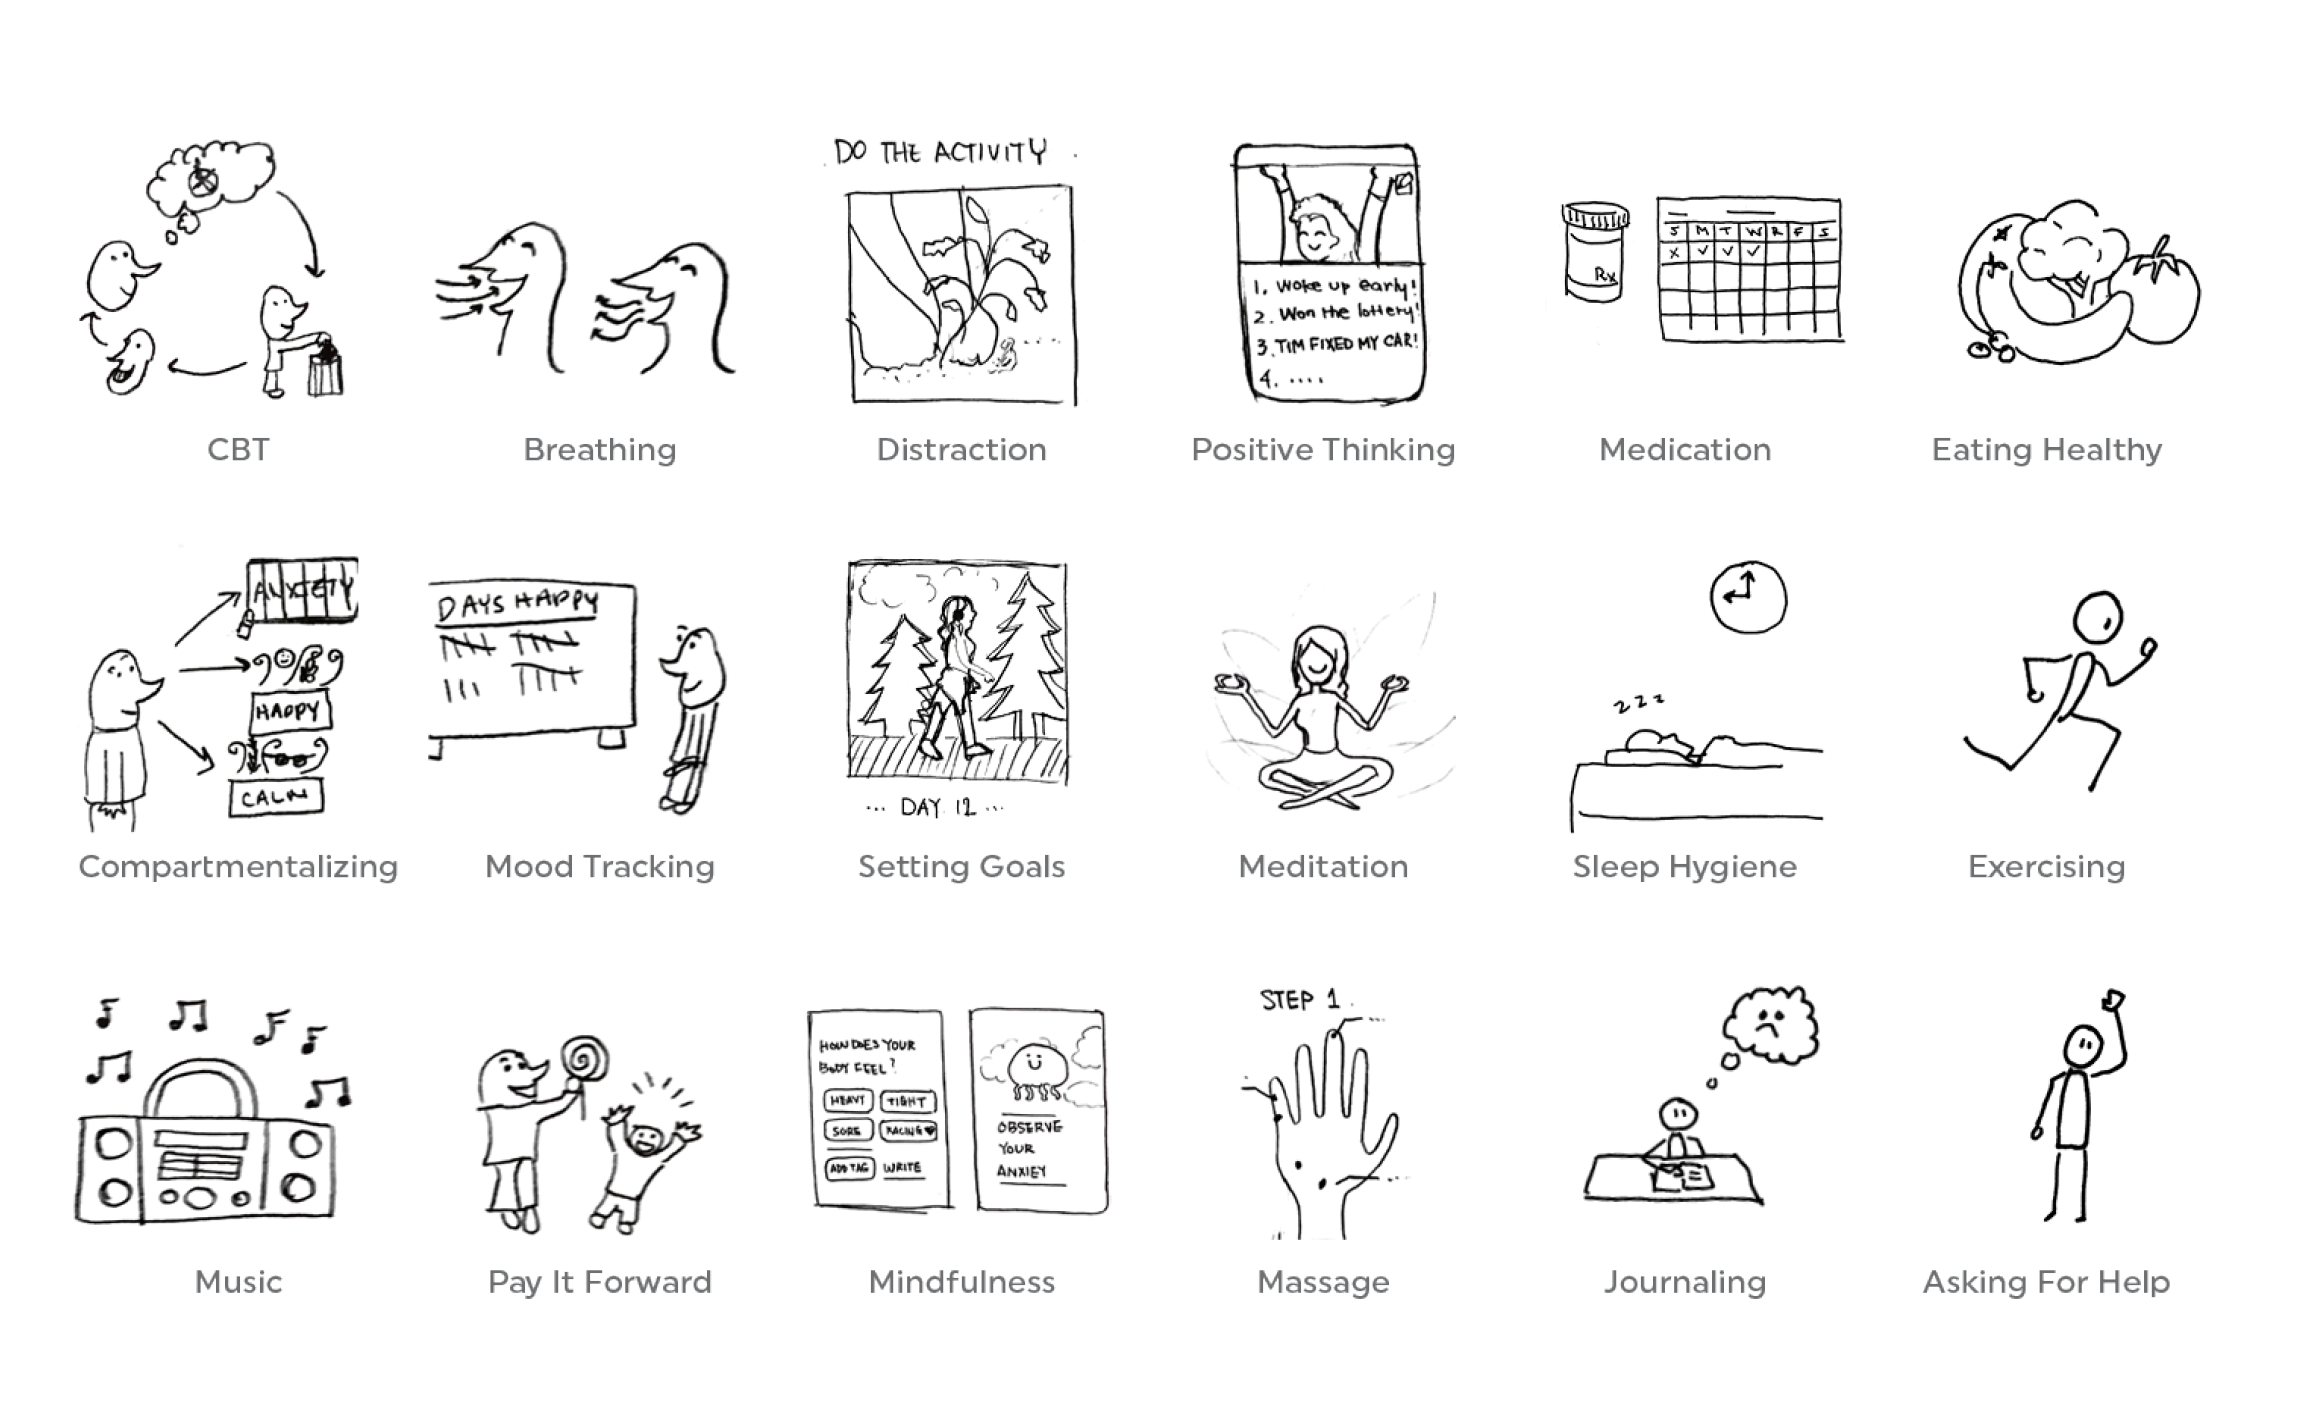 DO THE ACTIVITY
1. Woke up early!
2. Won the lottery!
3. TIM FIXED MY CAR!
4. ....
Rx
S M T W R F S
CBT
Breathing
Distraction
Positive Thinking
Medication
Eating Healthy
ANXIETY
HAPPY
CALM
DAYS HAPPY
... DAY 12 ...
zzz
Compartmentalizing
Mood Tracking
Setting Goals
Meditation
Sleep Hygiene
Exercising
HOW DOES YOUR
BODY FEEL?
HEAVY TIGHT
SORE RACING
ADD TAG WRITE
OBSERVE
YOUR
ANXIEY
STEP 1.
Music
Pay It Forward
Mindfulness
Massage
Journaling
Asking For Help